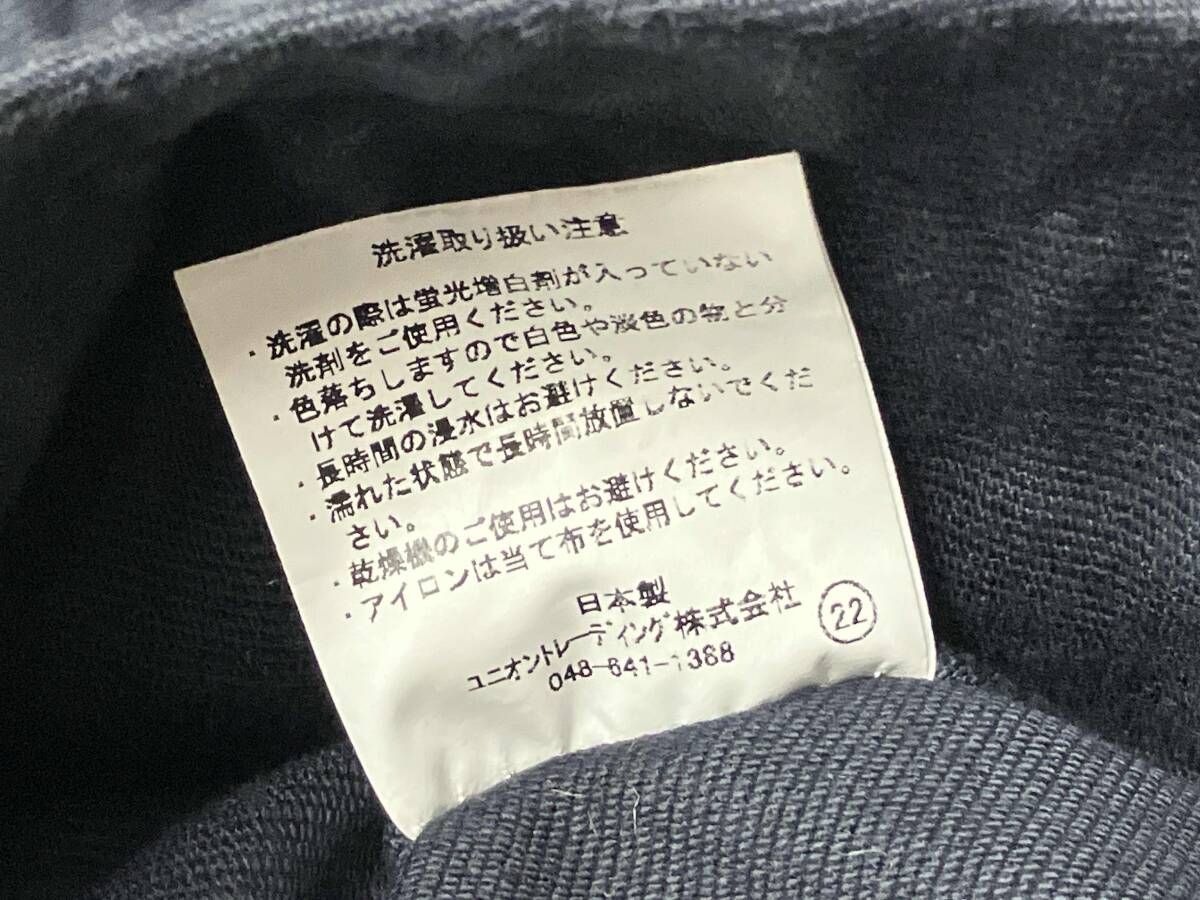 洗濯取り扱い注意
・洗濯の際は蛍光増白剤が入っていない
洗剤をご使用ください。
・色落ちしますので白色や淡色の物と分
けて洗濯してください。
・長時間の浸水はお避けください。
・濡れた状態で長時間放置しないでくだ
さい。
・乾燥機のご使用はお避けください。
・アイロンは当て布を使用してください。
日本製
ユニオントレーディング株式会社
048-641-1368
22